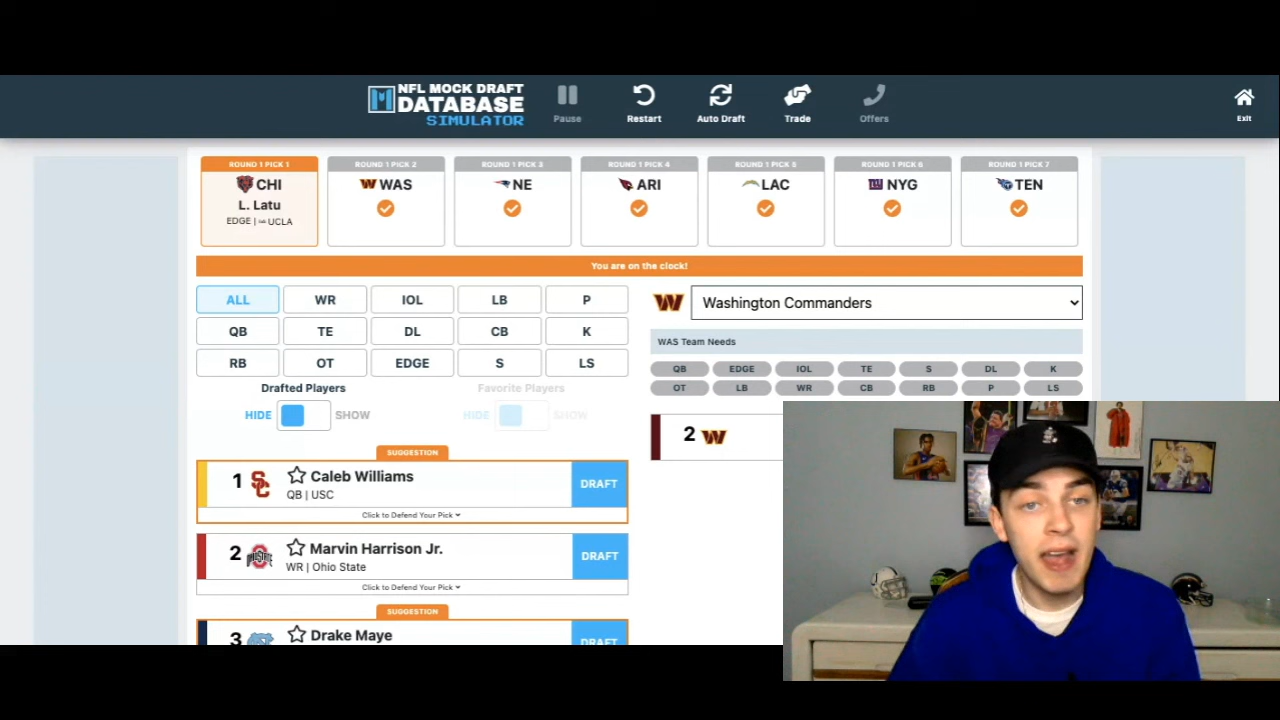 NFL MOCK DRAFT
DATABASE
SIMULATOR
Pause
Restart
Auto Draft
Trade
Offers
Exit
ROUND 1 PICK 1
CHI
L. Latu
EDGE | UCLA
ROUND 1 PICK 2
WAS
ROUND 1 PICK 3
NE
ROUND 1 PICK 4
ARI
ROUND 1 PICK 5
LAC
ROUND 1 PICK 6
NYG
ROUND 1 PICK 7
TEN
You are on the clock!
ALL WR IOL LB P
QB TE DL CB K
RB OT EDGE S LS
Drafted Players
HIDE SHOW
Favorite Players
HIDE SHOW
SUGGESTION
1 Caleb Williams
QB | USC
DRAFT
Click to Defend Your Pick
2 Marvin Harrison Jr.
WR | Ohio State
DRAFT
Click to Defend Your Pick
SUGGESTION
3 Drake Maye
DRAFT
W Washington Commanders
WAS Team Needs
QB EDGE IOL TE S DL K
OT LB WR CB RB P LS
2 W